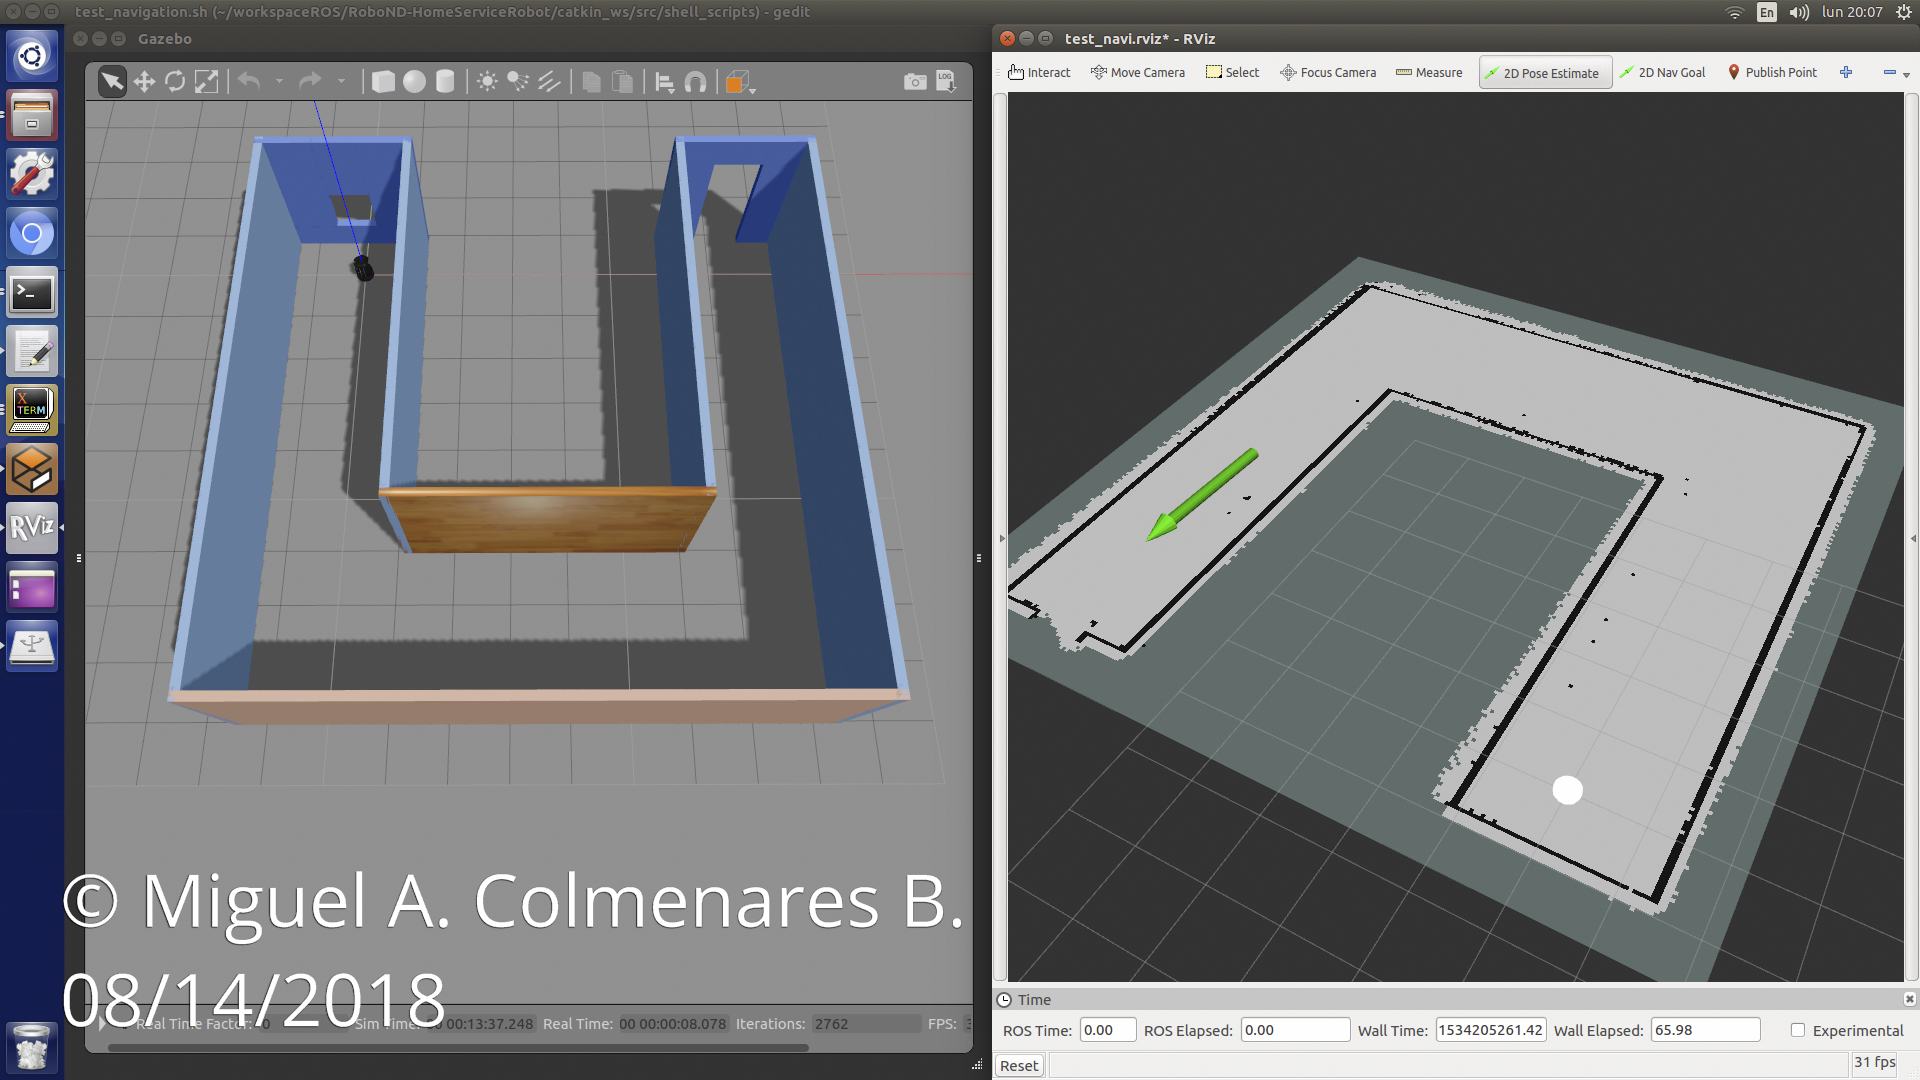 test_navigation.sh (~/workspaceROS/RoboND-HomeServiceRobot/catkin_ws/src/shell_scripts) - gedit
En
lun 20:07
Gazebo
test_navi.rviz* - RViz
LOG
Interact
Move Camera
Select
Focus Camera
Measure
2D Pose Estimate
2D Nav Goal
Publish Point
X
TERM
RViz
© Miguel A. Colmenares B.
08/14/2018
Real Time Factor:
Sim Time:
00:13:37.248
Real Time:
00 00:00:08.078
Iterations:
2762
FPS:
Time
ROS Time:
0.00
ROS Elapsed:
0.00
Wall Time:
1534205261.42
Wall Elapsed:
65.98
Experimental
Reset
31 fps